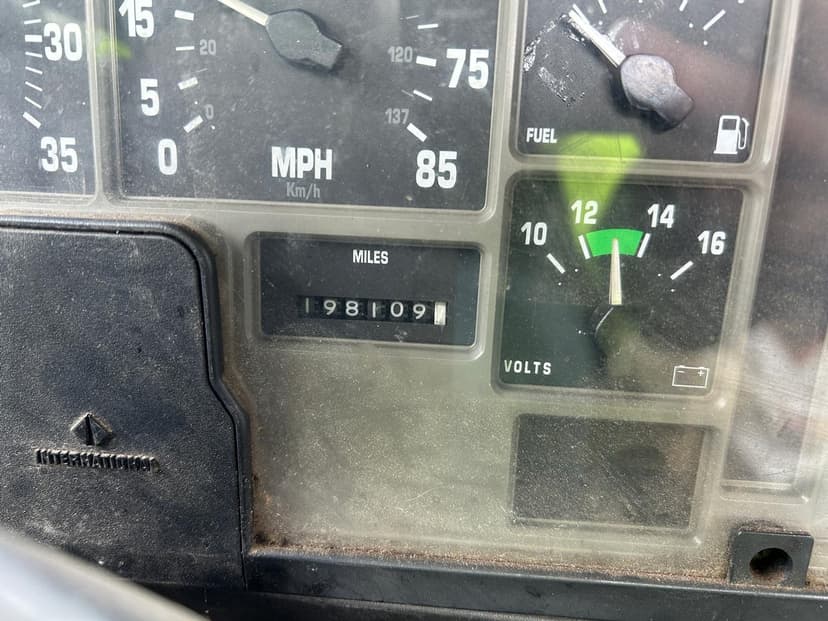 30
35
15
5
0
20
0
MPH
Km/h
120
75
137
85
FUEL
MILES
198109
10
12
14
16
VOLTS
- +
INTERNATIONAL